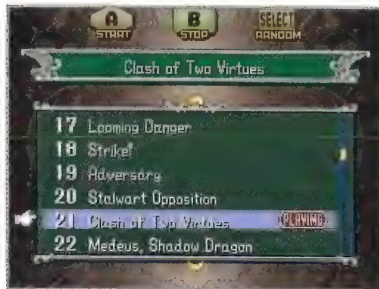 A B SELECT
START STOP RANDOM
Clash of Two Virtues
17 Looming Danger
18 Strike!
19 Adversary
20 Stalwart Opposition
21 Clash of Two Virtues PLAYING
22 Medeus, Shadow Dragon